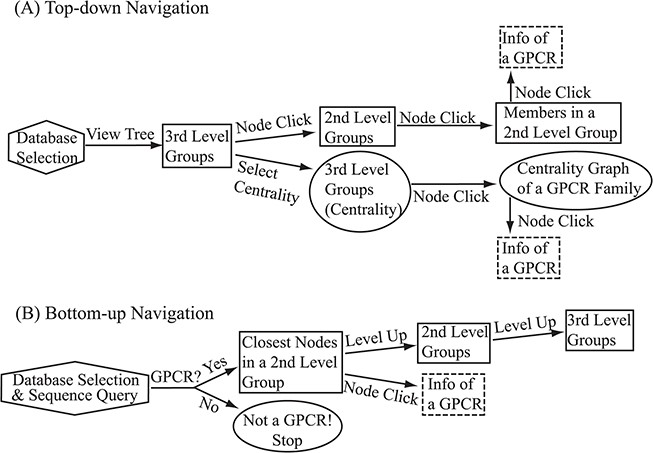 (A) Top-down Navigation
Info of
a GPCR
Node Click
Database
Selection
View Tree
3rd Level
Groups
Node Click
2nd Level
Groups
Node Click
Members in a
2nd Level Group
Select
Centrality
3rd Level
Groups
(Centrality)
Node Click
Centrality Graph
of a GPCR Family
Node Click
Info of
a GPCR
(B) Bottom-up Navigation
Database Selection
& Sequence Query
GPCR?
Yes
No
Closest Nodes
in a 2nd Level
Group
Level Up
2nd Level
Groups
Level Up
3rd Level
Groups
Node Click
Info of
a GPCR
Not a GPCR!
Stop